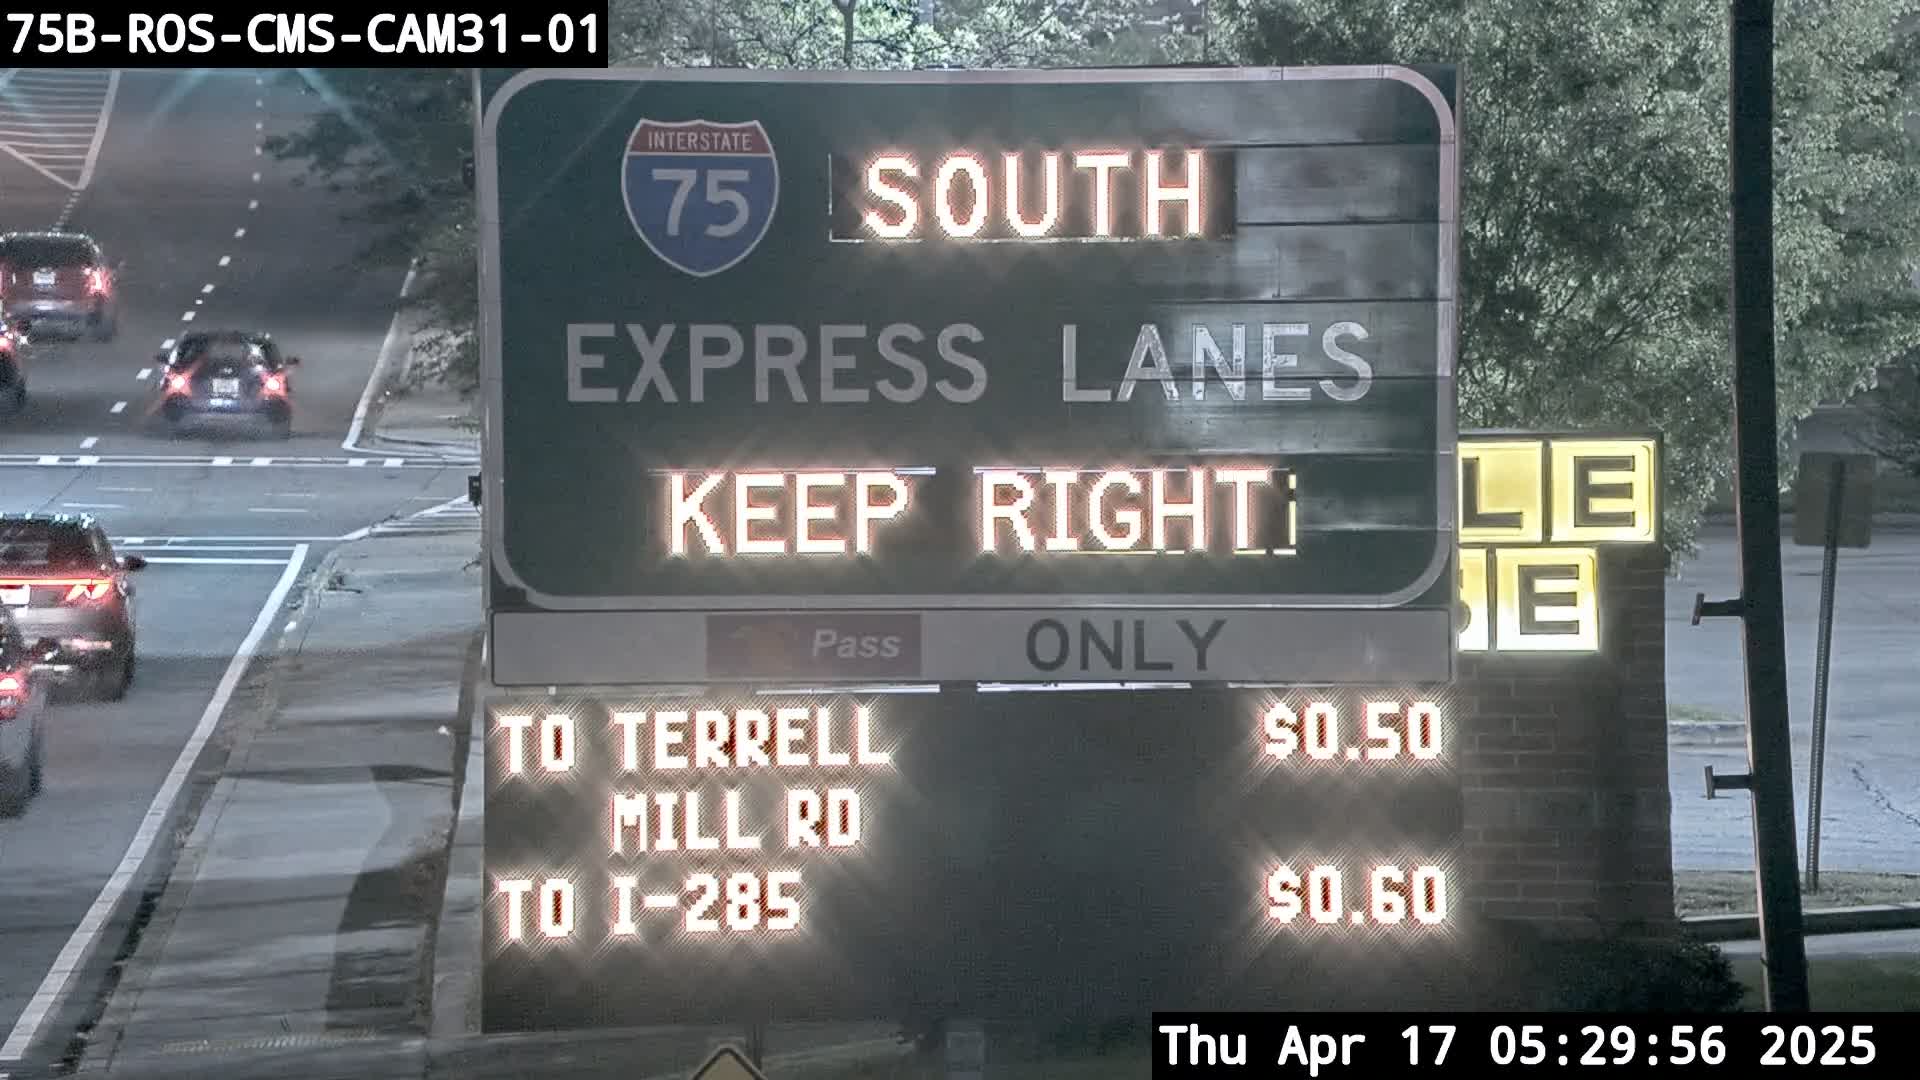 75B-ROS-CMS-CAM31-01
INTERSTATE
75
SOUTH
EXPRESS LANES
KEEP RIGHT
Pass ONLY
TO TERRELL $0.50
MILL RD
TO I-285 $0.60
LE
E
Thu Apr 17 05:29:56 2025